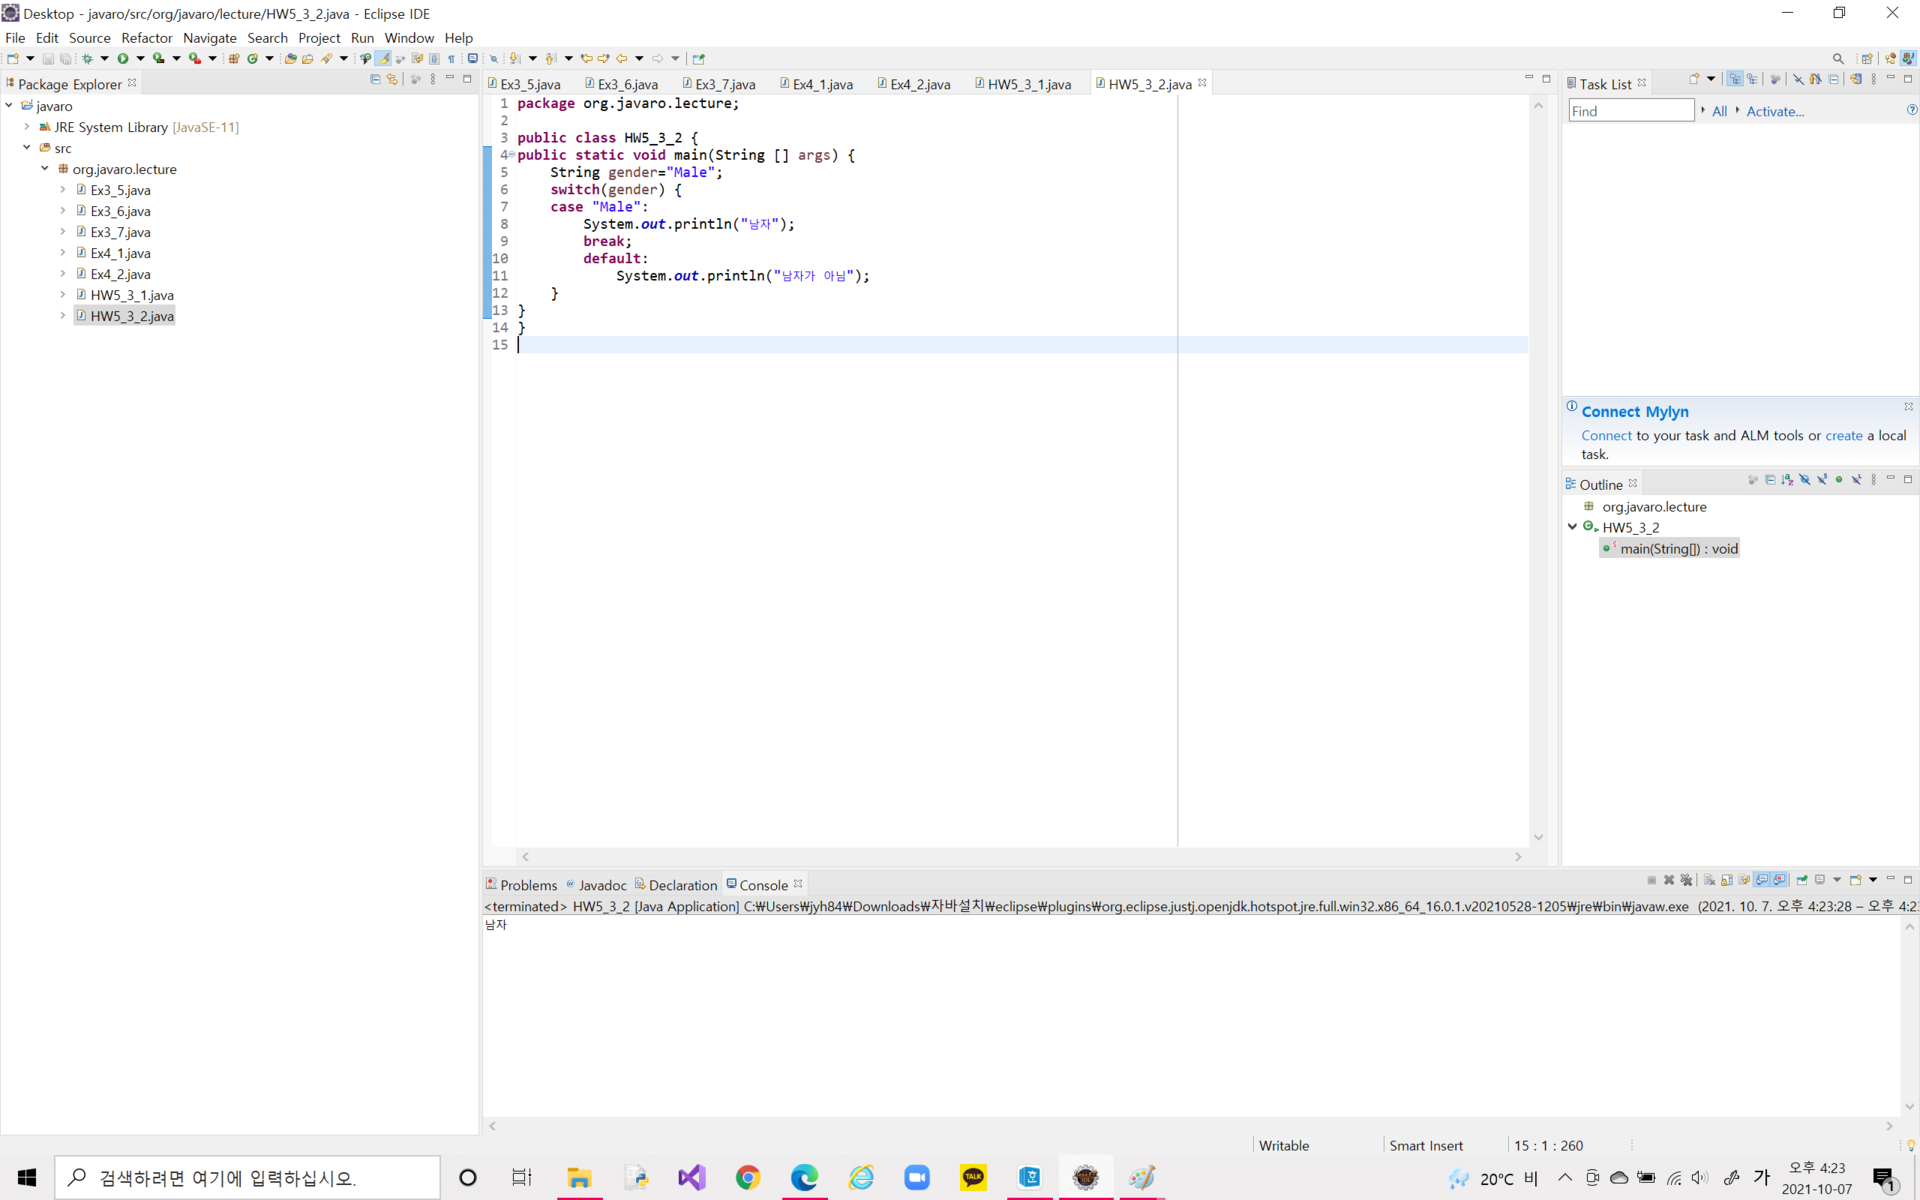 Desktop - javaro/src/org/javaro/lecture/HW5_3_2.java - Eclipse IDE
File Edit Source Refactor Navigate Search Project Run Window Help
Package Explorer
javaro
JRE System Library [JavaSE-11]
src
org.javaro.lecture
Ex3_5.java
Ex3_6.java
Ex3_7.java
Ex4_1.java
Ex4_2.java
HW5_3_1.java
HW5_3_2.java
Ex3_5.java Ex3_6.java Ex3_7.java Ex4_1.java Ex4_2.java HW5_3_1.java HW5_3_2.java
1 package org.javaro.lecture;
2
3 public class HW5_3_2 {
4 public static void main(String [] args) {
5 String gender="Male";
6 switch(gender) {
7 case "Male":
8 System.out.println("남자");
9 break;
10 default:
11 System.out.println("남자가 아님");
12 }
13 }
14 }
15
Task List
Find All Activate...
Connect Mylyn
Connect to your task and ALM tools or create a local
task.
Outline
org.javaro.lecture
HW5_3_2
main(String[]) : void
Problems Javadoc Declaration Console
<terminated> HW5_3_2 [Java Application] C:₩Users₩jyh84₩Downloads₩자바설치₩eclipse₩plugins₩org.eclipse.justj.openjdk.hotspot.jre.full.win32.x86_64_16.0.1.v20210528-1205₩jre₩bin₩javaw.exe (2021. 10. 7. 오후 4:23:28 – 오후 4:2
남자
Writable Smart Insert 15 : 1 : 260
검색하려면 여기에 입력하십시오.
TALK
20°C 비
가
오후 4:23
2021-10-07
1